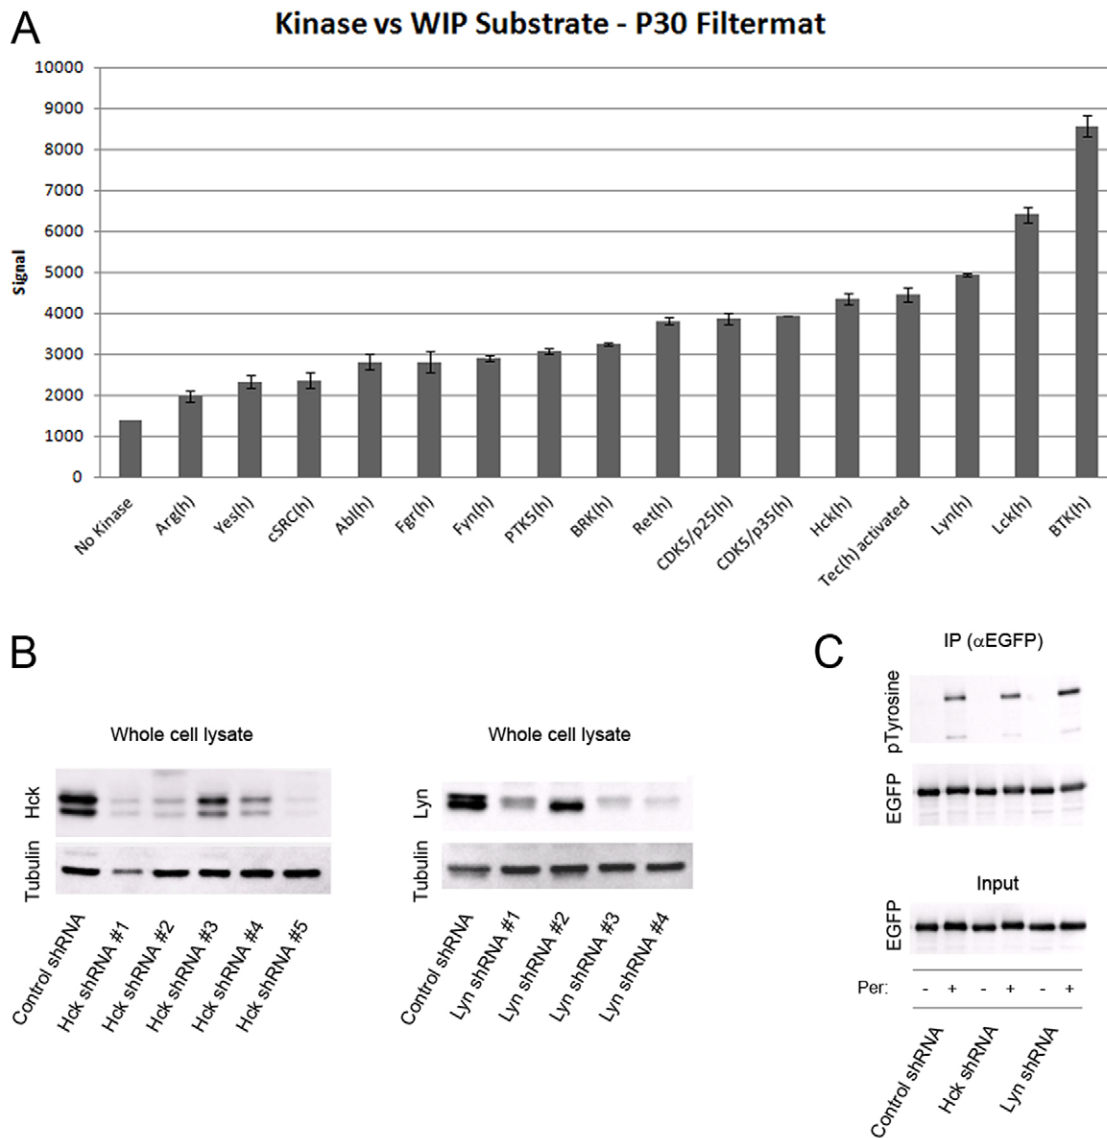 A
Kinase vs WIP Substrate - P30 Filtermat
Signal
10000
9000
8000
7000
6000
5000
4000
3000
2000
1000
0
No Kinase
Arg(h)
Yes(h)
cSRC(h)
Abl(h)
Fgr(h)
Fyn(h)
PTK5(h)
BRK(h)
Ret(h)
CDK5/p25(h)
CDK5/p35(h)
Hck(h)
Tec(h) activated
Lyn(h)
Lck(h)
BTK(h)
B
Whole cell lysate
Hck
Tubulin
Control shRNA
Hck shRNA #1
Hck shRNA #2
Hck shRNA #3
Hck shRNA #4
Hck shRNA #5
Whole cell lysate
Lyn
Tubulin
Control shRNA
Lyn shRNA #1
Lyn shRNA #2
Lyn shRNA #3
Lyn shRNA #4
C
IP (αEGFP)
pTyrosine
EGFP
Input
EGFP
Per: - + - + - +
Control shRNA
Hck shRNA
Lyn shRNA